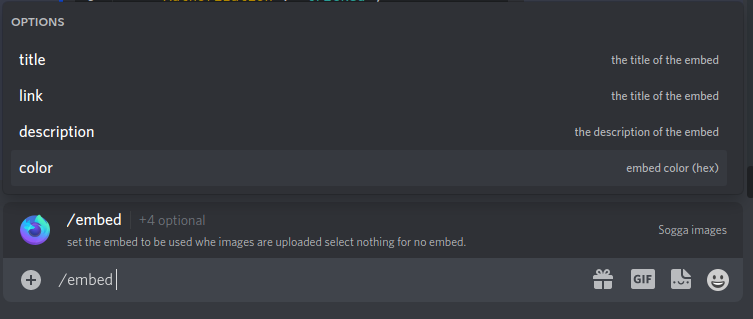 OPTIONS
title the title of the embed
link the title of the embed
description the description of the embed
color embed color (hex)
/embed +4 optional
set the embed to be used whe images are uploaded select nothing for no embed.
Sogga images
/embed
GIF